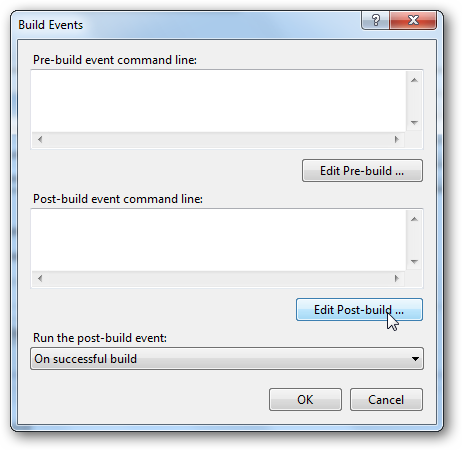 Build Events
Pre-build event command line:
Edit Pre-build ...
Post-build event command line:
Edit Post-build ...
Run the post-build event:
On successful build
OK
Cancel